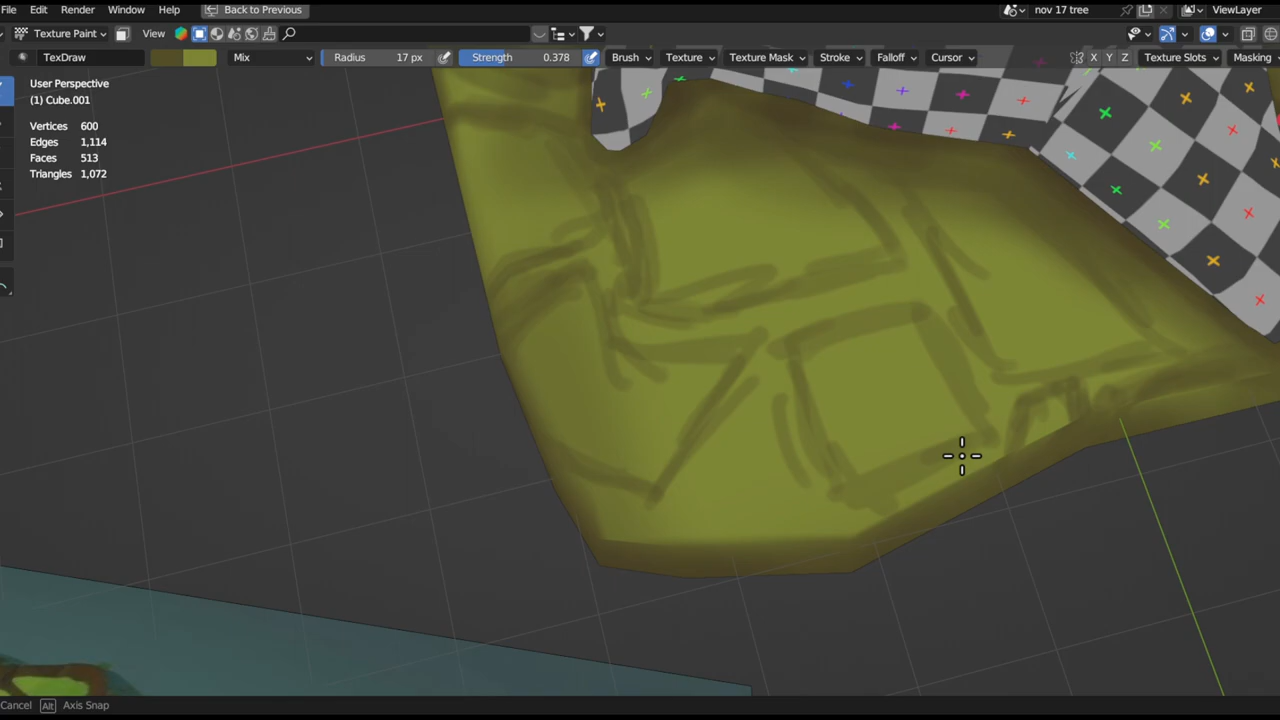 File Edit Render Window Help Back to Previous nov 17 tree ViewLayer
Texture Paint View
TexDraw Mix Radius 17 px Strength 0.378 Brush Texture Texture Mask Stroke Falloff Cursor X Y Z Texture Slots Masking
User Perspective
(1) Cube.001
Vertices 600
Edges 1,114
Faces 513
Triangles 1,072
Cancel Alt Axis Snap